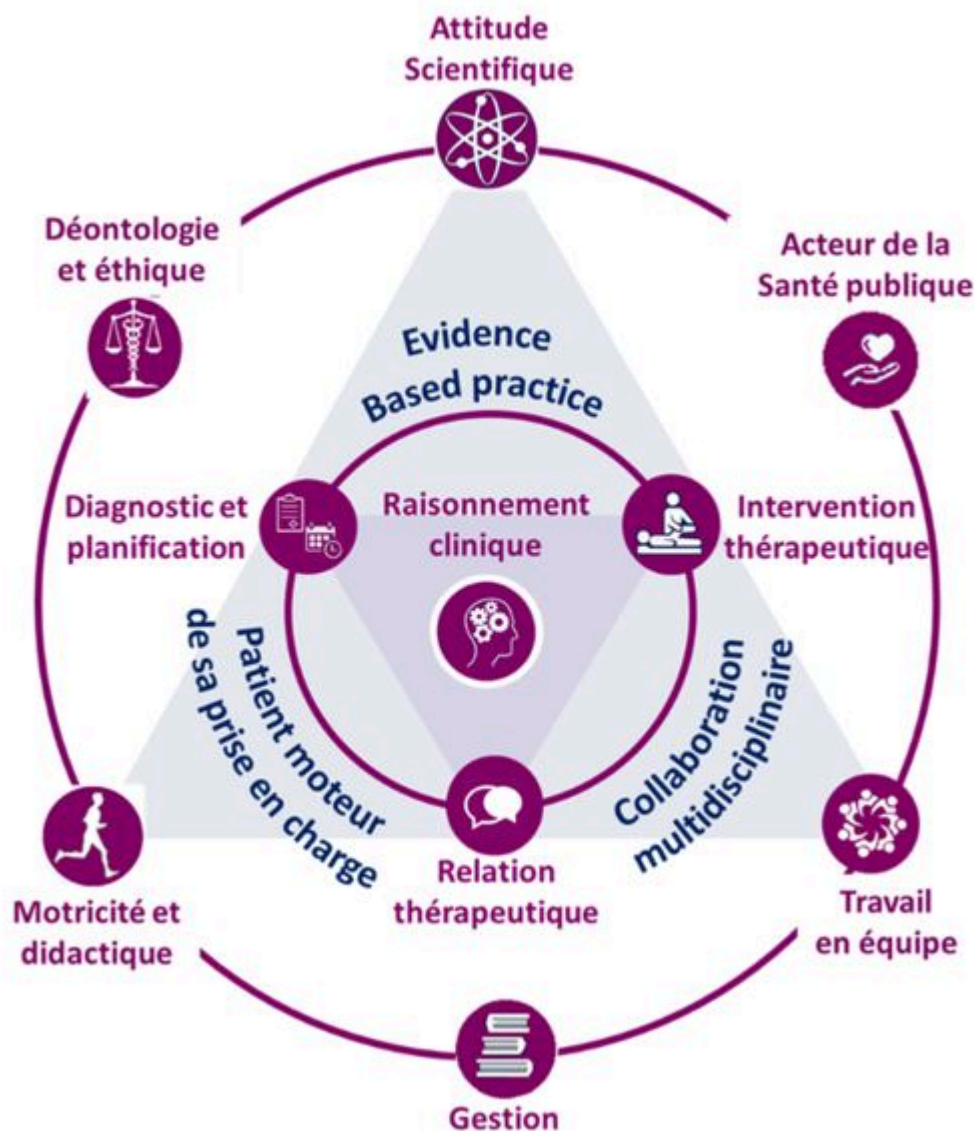 Attitude
Scientifique
Déontologie
et éthique
Acteur de la
Santé publique
Evidence
Based practice
Diagnostic et
planification
Raisonnement
clinique
Intervention
thérapeutique
Patient moteur
de sa prise en charge
Collaboration
multidisciplinaire
Relation
thérapeutique
Motricité et
didactique
Travail
en équipe
Gestion